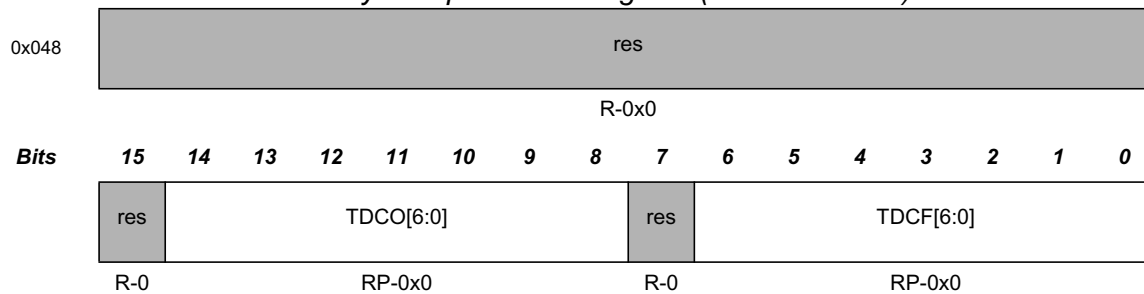 0x048 res
R-0x0
Bits 15 14 13 12 11 10 9 8 7 6 5 4 3 2 1 0
res TDCO[6:0] res TDCF[6:0]
R-0 RP-0x0 R-0 RP-0x0